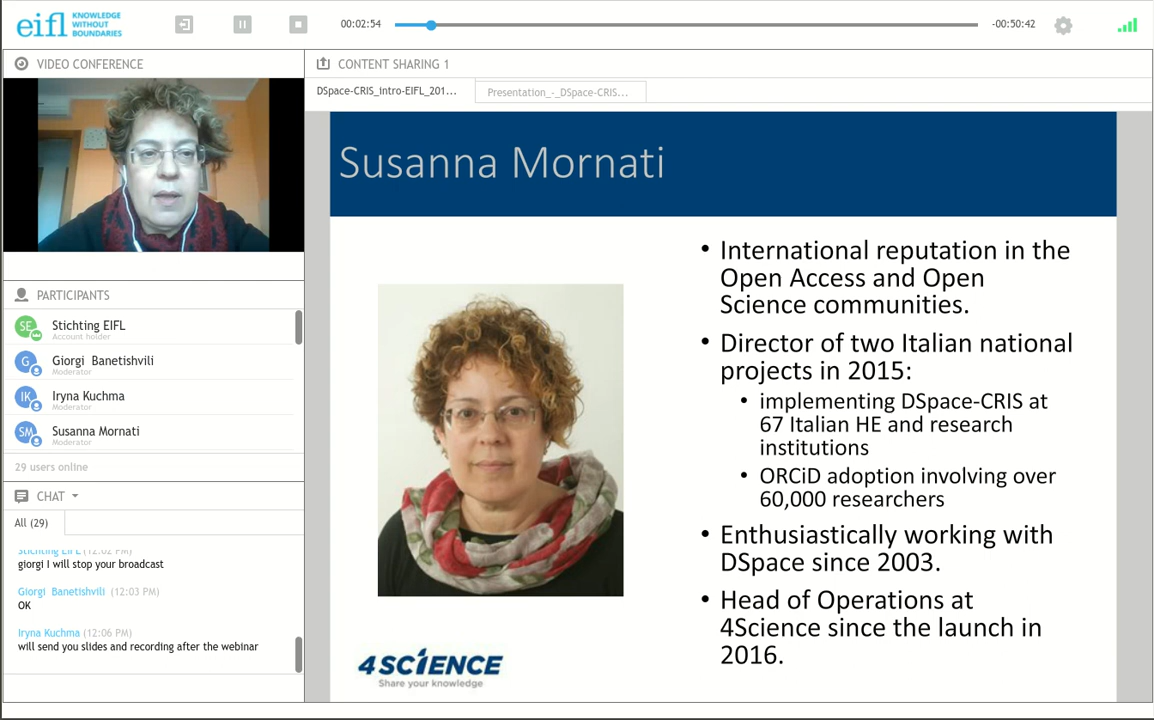 eifl KNOWLEDGE
WITHOUT
BOUNDARIES
00:02:54
-00:50:42
VIDEO CONFERENCE
CONTENT SHARING 1
DSpace-CRIS_intro-EIFL_201...
Presentation_-_DSpace-CRIS...
PARTICIPANTS
SE Stichting EIFL
Account holder
G Giorgi Banetishvili
Moderator
IK Iryna Kuchma
Moderator
SM Susanna Mornati
Moderator
29 users online
CHAT
All (29)
Stichting EIFL (12:02 PM)
giorgi I will stop your broadcast
Giorgi Banetishvili (12:03 PM)
OK
Iryna Kuchma (12:06 PM)
will send you slides and recording after the webinar
Susanna Mornati
• International reputation in the
Open Access and Open
Science communities.
• Director of two Italian national
projects in 2015:
• implementing DSpace-CRIS at
67 Italian HE and research
institutions
• ORCiD adoption involving over
60,000 researchers
• Enthusiastically working with
DSpace since 2003.
• Head of Operations at
4Science since the launch in
2016.
4SCIENCE
Share your knowledge